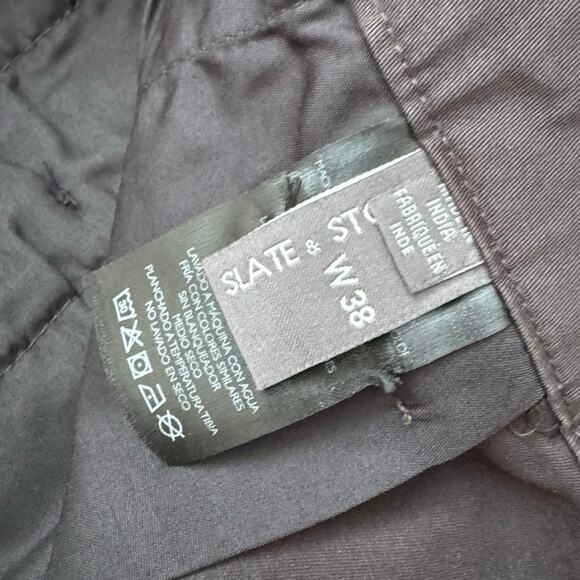 SLATE & STO
W 38
INDIA
FABRIQUÉ EN
INDE
LAVADO A MÁQUINA CON AGUA
FRÍA CON COLORES SIMILARES
SIN BLANQUEADOR
MEDIO SECO
PLANCHADO A TEMPERATURA TIBIA
NO LAVADO EN SECO
30